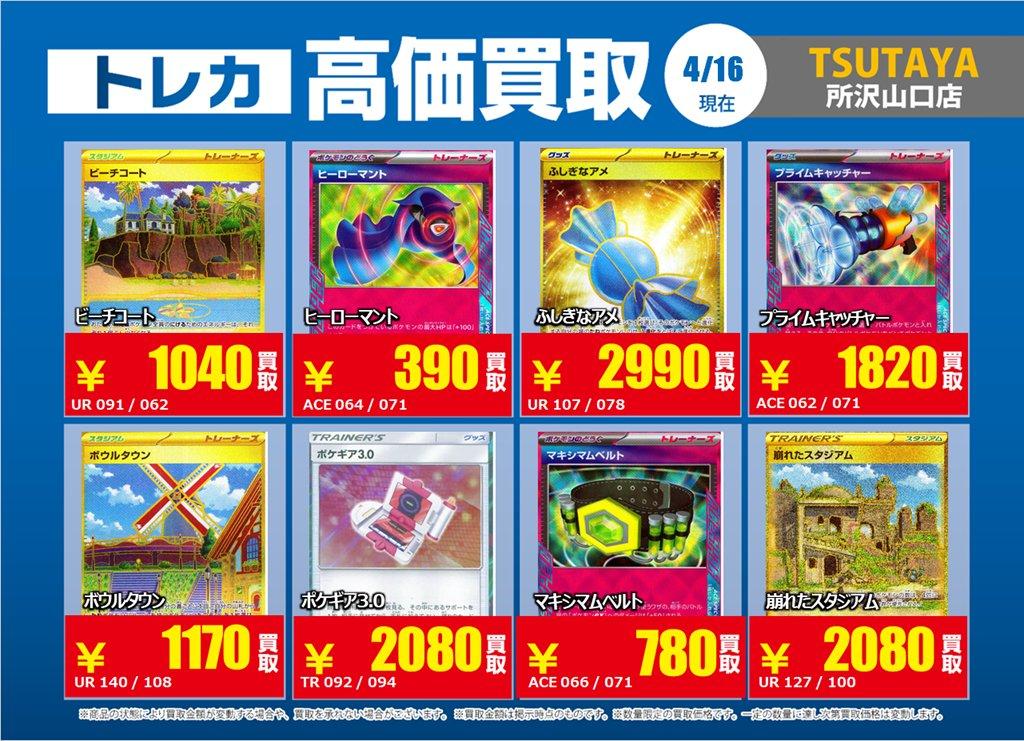 トレカ 高価買取 4/16 現在 TSUTAYA 所沢山口店
スタジアム トレーナーズ
ビーチコート
ビーチコート
¥ 1040 買取
UR 091 / 062
ポケモンのどうぐ トレーナーズ
ヒーローマント
ヒーローマント
¥ 390 買取
ACE 064 / 071
グッズ トレーナーズ
ふしぎなアメ
ふしぎなアメ
¥ 2990 買取
UR 107 / 078
グッズ トレーナーズ
プライムキャッチャー
プライムキャッチャー
¥ 1820 買取
ACE 062 / 071
スタジアム トレーナーズ
ボウルタウン
ボウルタウン
¥ 1170 買取
UR 140 / 108
TRAINER'S グッズ
ポケギア3.0
ポケギア3.0
¥ 2080 買取
TR 092 / 094
ポケモンのどうぐ トレーナーズ
マキシマムベルト
マキシマムベルト
¥ 780 買取
ACE 066 / 071
TRAINER'S スタジアム
崩れたスタジアム
崩れたスタジアム
¥ 2080 買取
UR 127 / 100
※商品の状態により買取金額が変動する場合や、買取を承れない場合がございます。 ※買取金額は掲示時点のものです。 ※数量限定の買取価格です。一定の数量に達し次第買取価格は変動します。